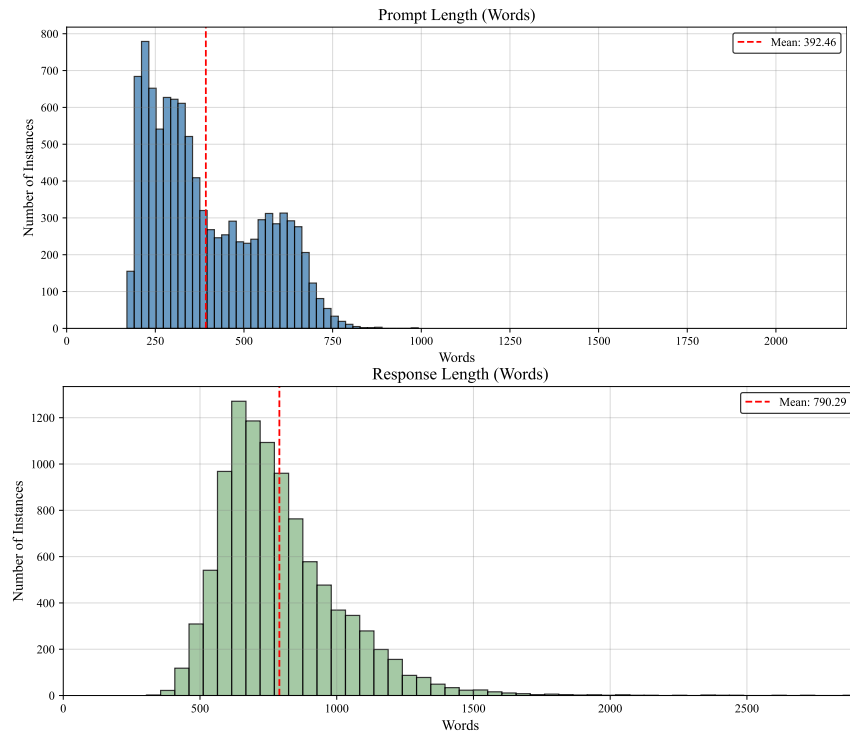 Prompt Length (Words)
Mean: 392.46
Number of Instances
800
700
600
500
400
300
200
100
0
0 250 500 750 1000 1250 1500 1750 2000
Words
Response Length (Words)
Mean: 790.29
Number of Instances
1200
1000
800
600
400
200
0
0 500 1000 1500 2000 2500
Words